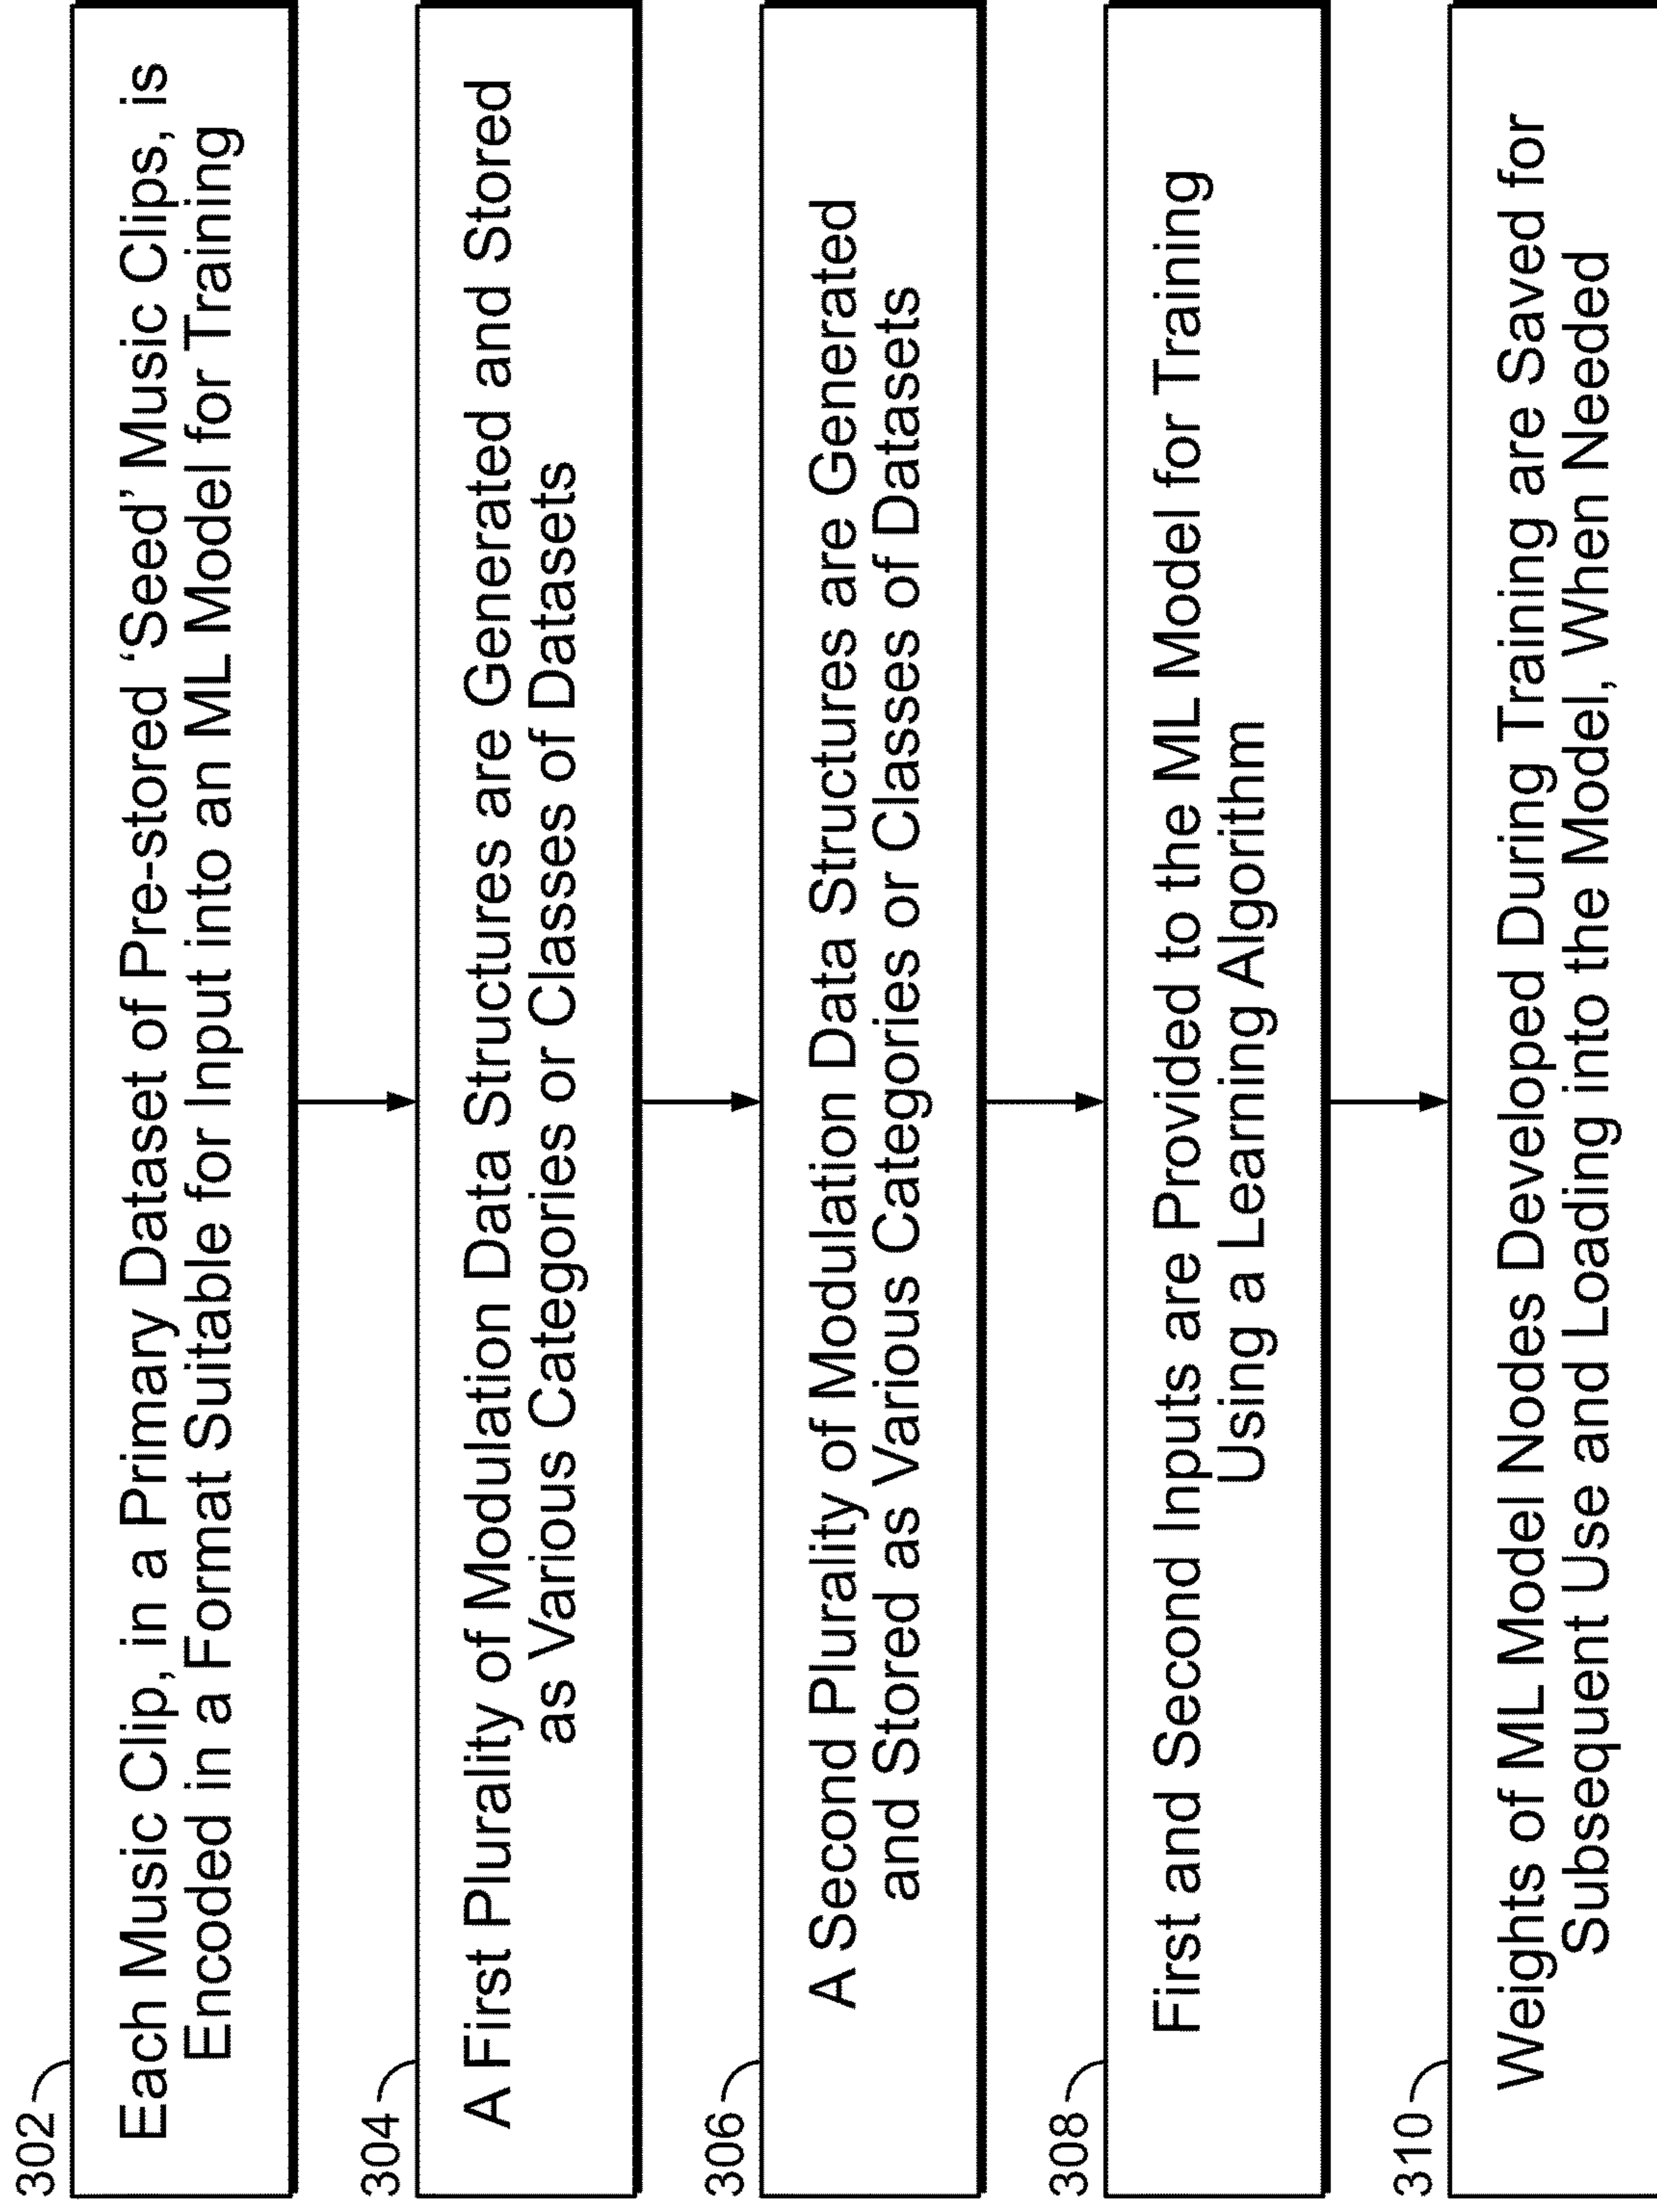 302
Each Music Clip, in a Primary Dataset of Pre-stored ‘Seed’ Music Clips, is
Encoded in a Format Suitable for Input into an ML Model for Training
304
A First Plurality of Modulation Data Structures are Generated and Stored
as Various Categories or Classes of Datasets
306
A Second Plurality of Modulation Data Structures are Generated
and Stored as Various Categories or Classes of Datasets
308
First and Second Inputs are Provided to the ML Model for Training
Using a Learning Algorithm
310
Weights of ML Model Nodes Developed During Training are Saved for
Subsequent Use and Loading into the Model, When Needed